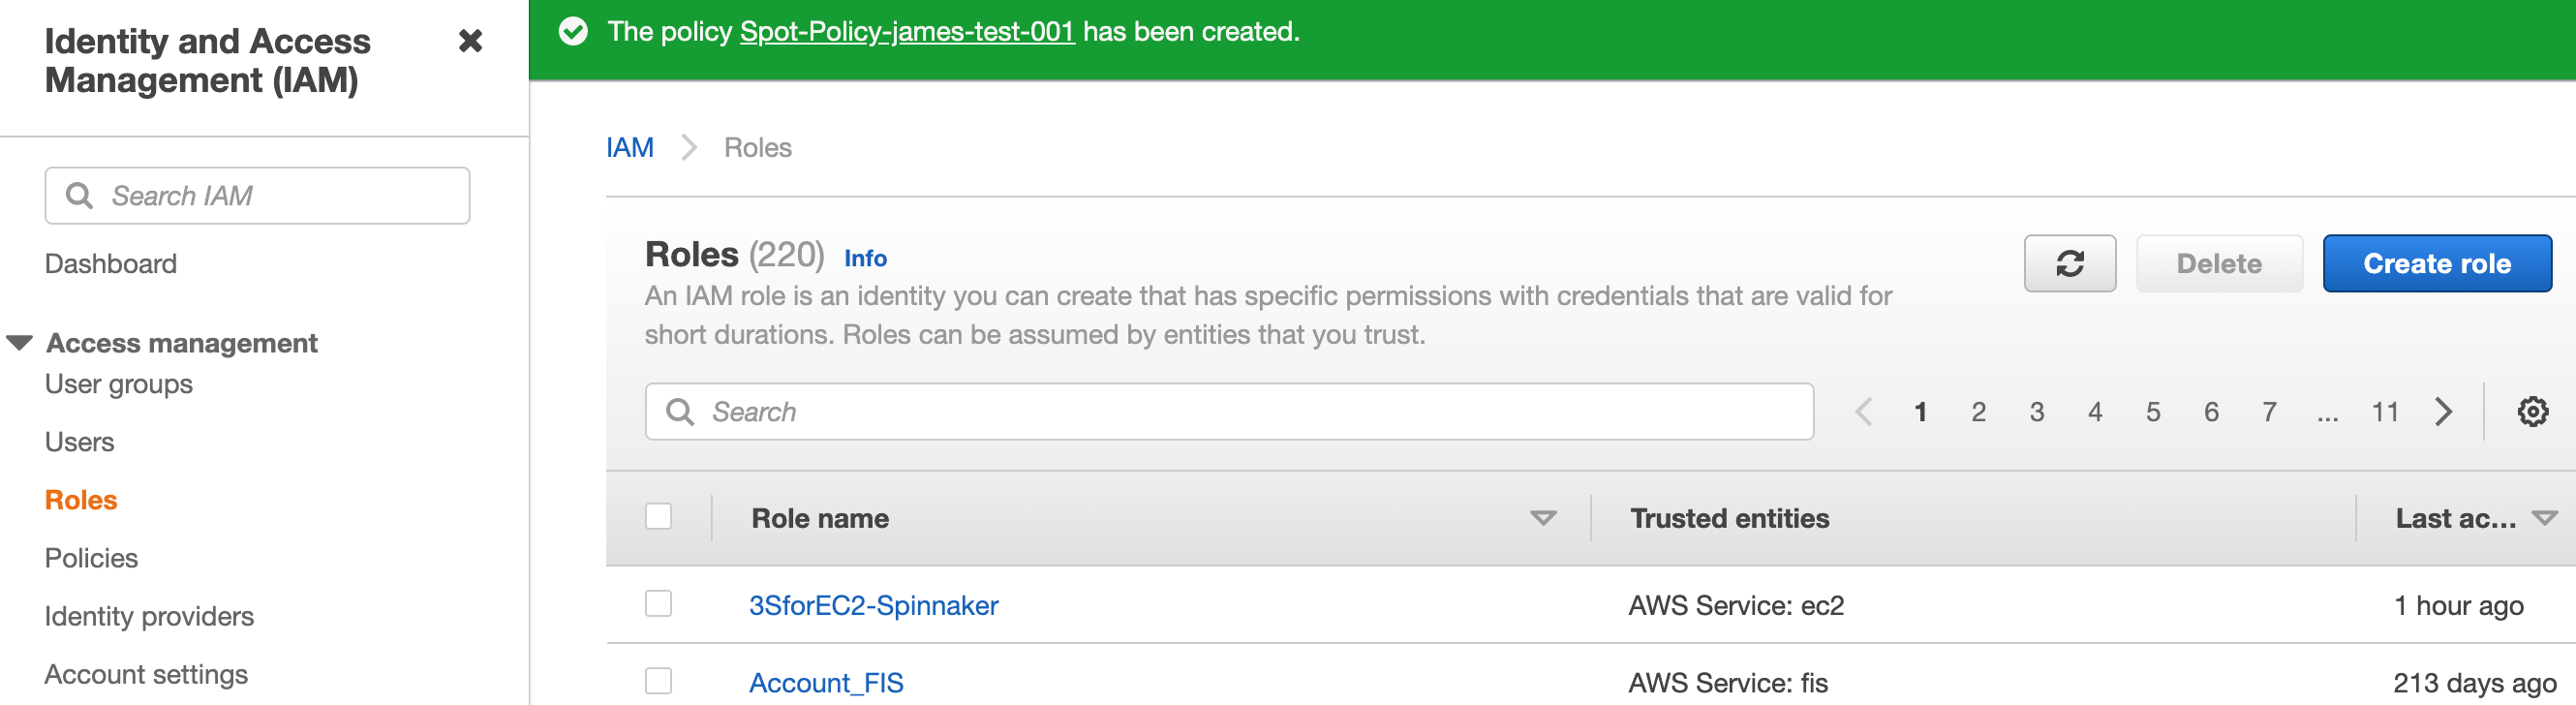 Identity and Access
Management (IAM)
Search IAM
Dashboard
Access management
User groups
Users
Roles
Policies
Identity providers
Account settings
The policy Spot-Policy-james-test-001 has been created.
IAM Roles
Roles (220) Info
Delete
Create role
An IAM role is an identity you can create that has specific permissions with credentials that are valid for
short durations. Roles can be assumed by entities that you trust.
Search
1 2 3 4 5 6 7 ... 11
Role name Trusted entities Last ac...
3SforEC2-Spinnaker AWS Service: ec2 1 hour ago
Account_FIS AWS Service: fis 213 days ago